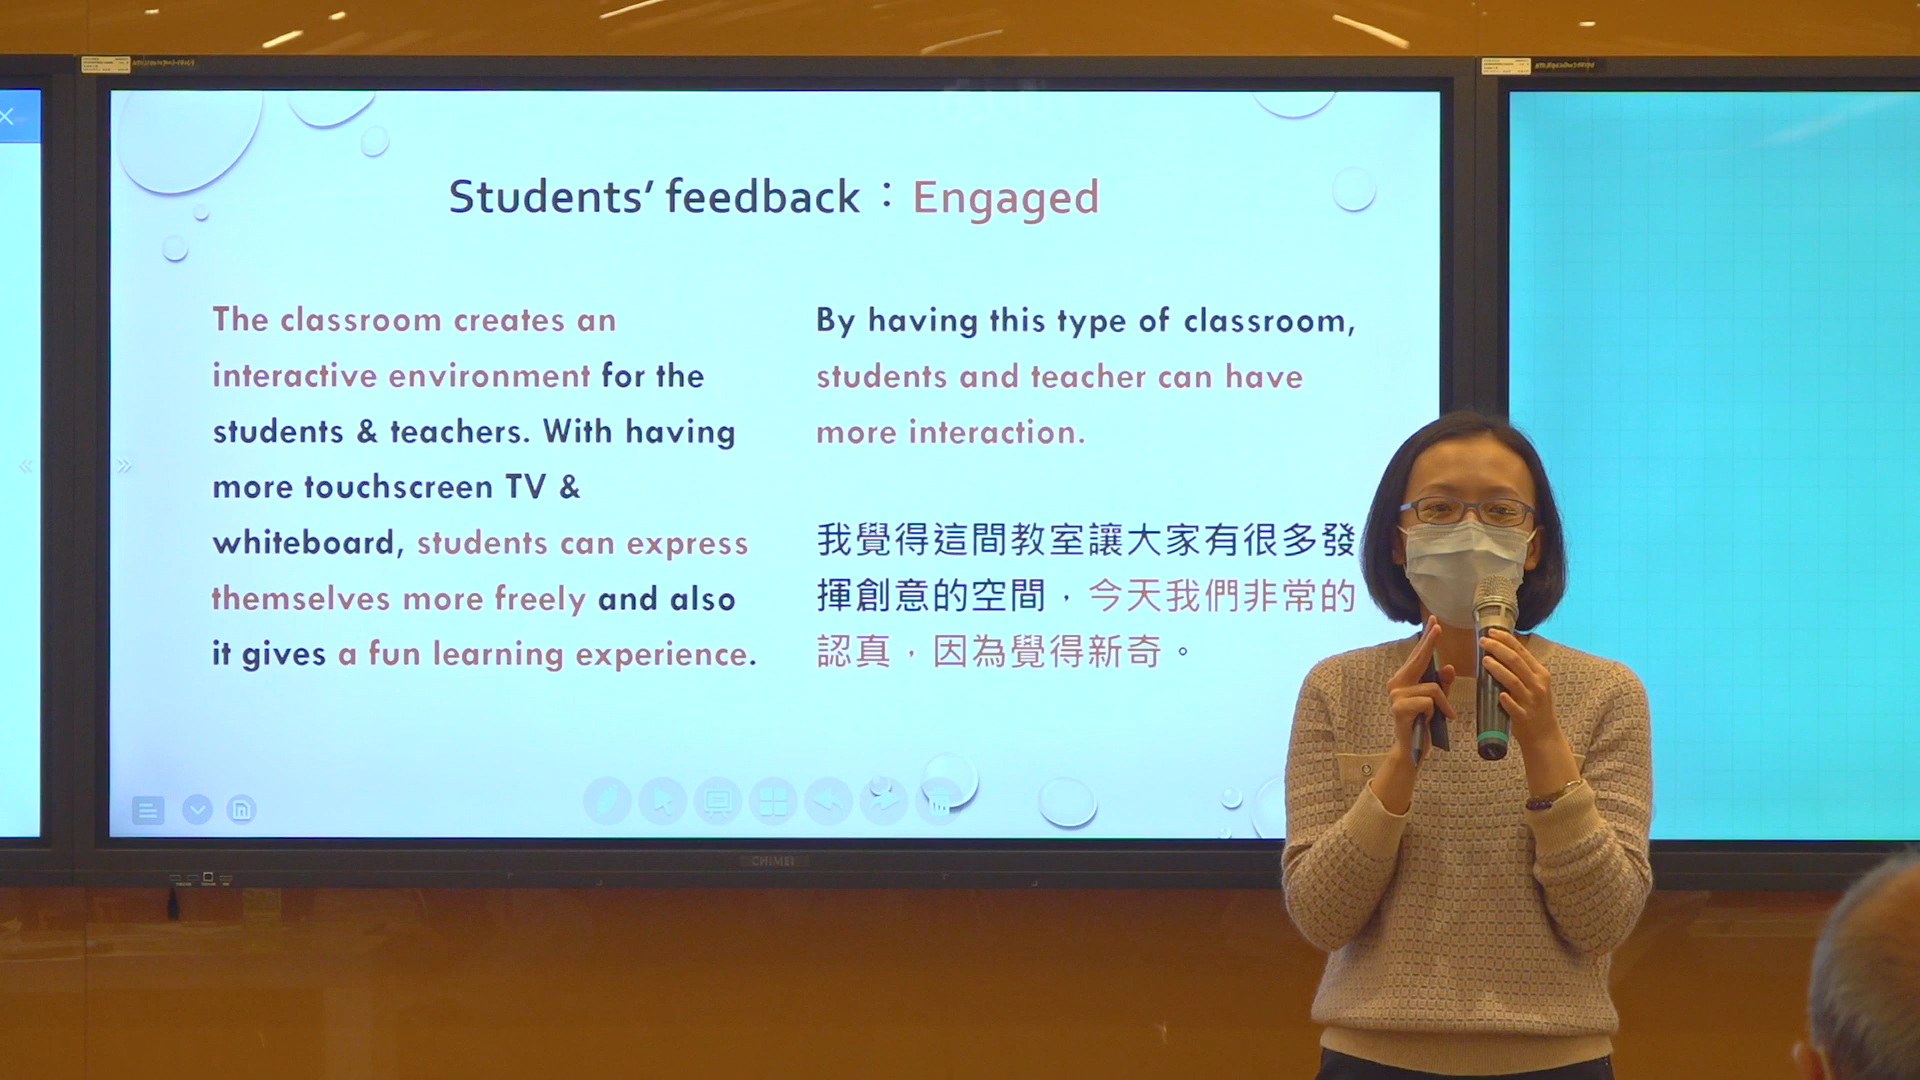 Students’ feedback：Engaged
The classroom creates an
interactive environment for the
students & teachers. With having
more touchscreen TV &
whiteboard, students can express
themselves more freely and also
it gives a fun learning experience.
By having this type of classroom,
students and teacher can have
more interaction.
我覺得這間教室讓大家有很多發
揮創意的空間，今天我們非常的
認真，因為覺得新奇。
CHIMEI